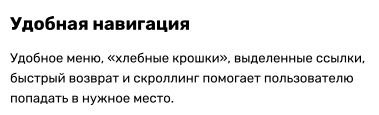 Удобная навигация
Удобное меню, «хлебные крошки», выделенные ссылки,
быстрый возврат и скроллинг помогает пользователю
попадать в нужное место.